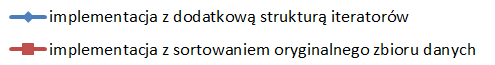 implementacja z dodatkową strukturą iteratorów
implementacja z sortowaniem oryginalnego zbioru danych